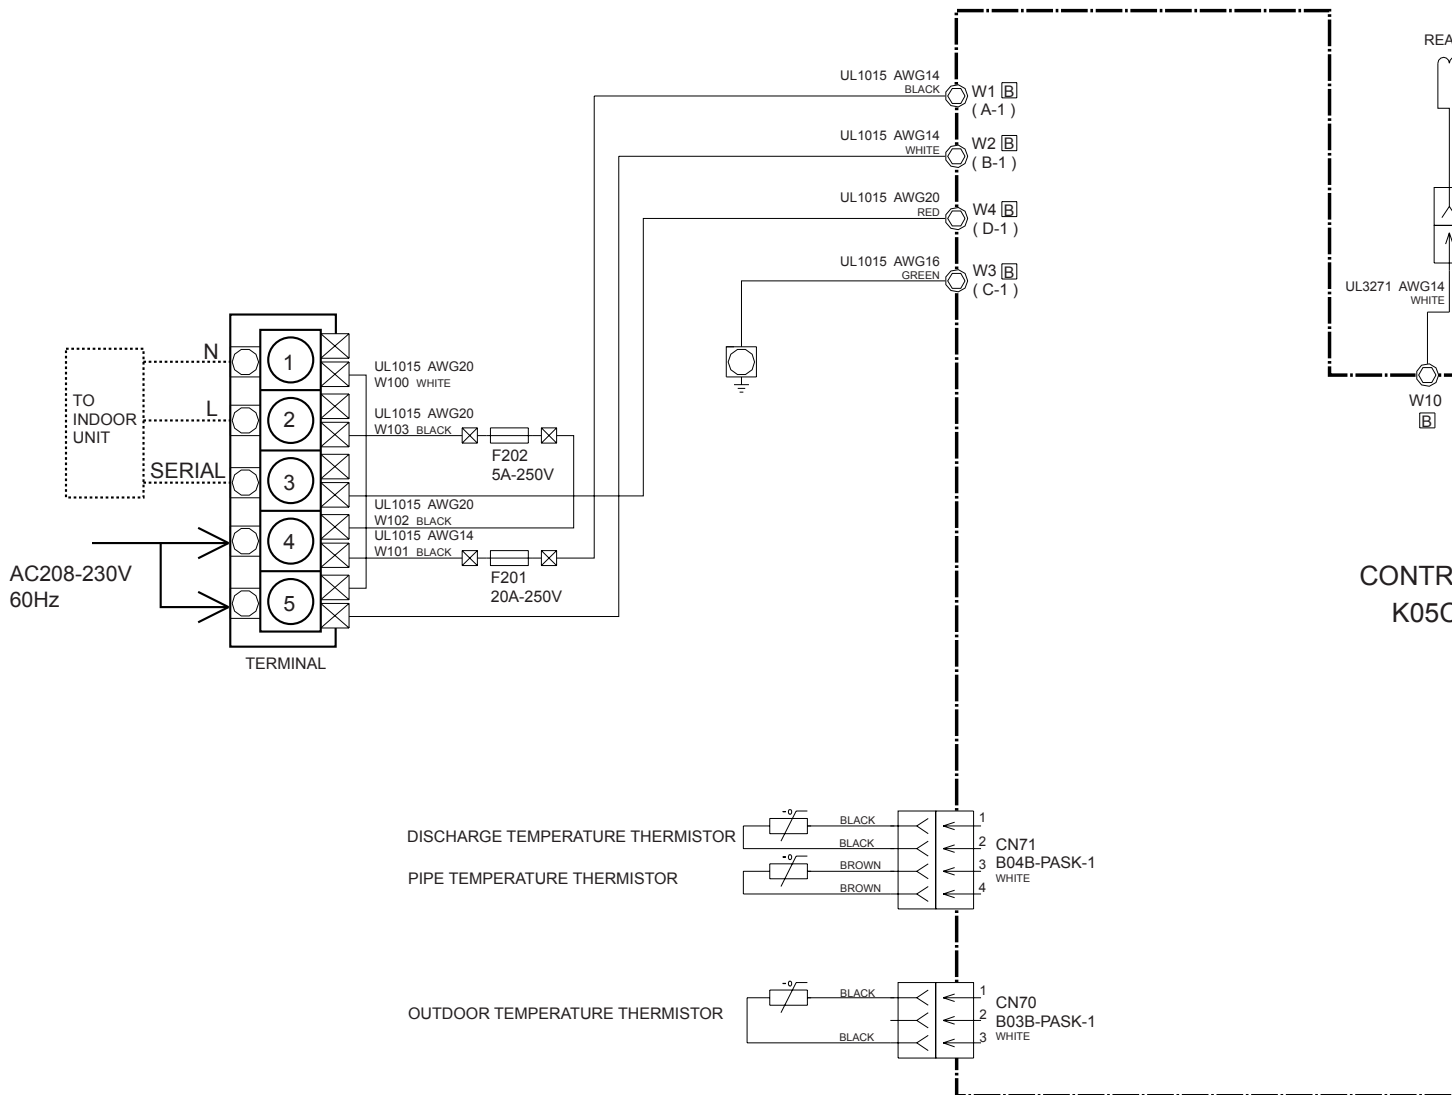 REA
UL1015 AWG14
BLACK
W1 B
( A-1 )
UL1015 AWG14
WHITE
W2 B
( B-1 )
UL1015 AWG20
RED
W4 B
( D-1 )
UL1015 AWG16
GREEN
W3 B
( C-1 )
UL3271 AWG14
WHITE
W10
B
TO
INDOOR
UNIT
N
L
SERIAL
1
2
3
4
5
TERMINAL
AC208-230V
60Hz
UL1015 AWG20
W100 WHITE
UL1015 AWG20
W103 BLACK
F202
5A-250V
UL1015 AWG20
W102 BLACK
UL1015 AWG14
W101 BLACK
F201
20A-250V
CONTR
K05C
DISCHARGE TEMPERATURE THERMISTOR
PIPE TEMPERATURE THERMISTOR
-θ
-θ
BLACK
BLACK
BROWN
BROWN
1
2
3
4
CN71
B04B-PASK-1
WHITE
OUTDOOR TEMPERATURE THERMISTOR
-θ
BLACK
BLACK
1
2
3
CN70
B03B-PASK-1
WHITE